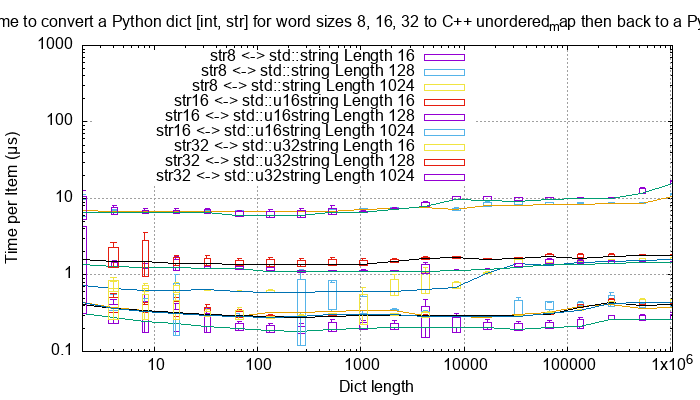 me to convert a Python dict [int, str] for word sizes 8, 16, 32 to C++ unordered_map then back to a Py
1000
100
10
1
0.1
Time per Item (µs)
str8 <-> std::string Length 16
str8 <-> std::string Length 128
str8 <-> std::string Length 1024
str16 <-> std::u16string Length 16
str16 <-> std::u16string Length 128
str16 <-> std::u16string Length 1024
str32 <-> std::u32string Length 16
str32 <-> std::u32string Length 128
str32 <-> std::u32string Length 1024
10 100 1000 10000 100000 1x10⁶
Dict length